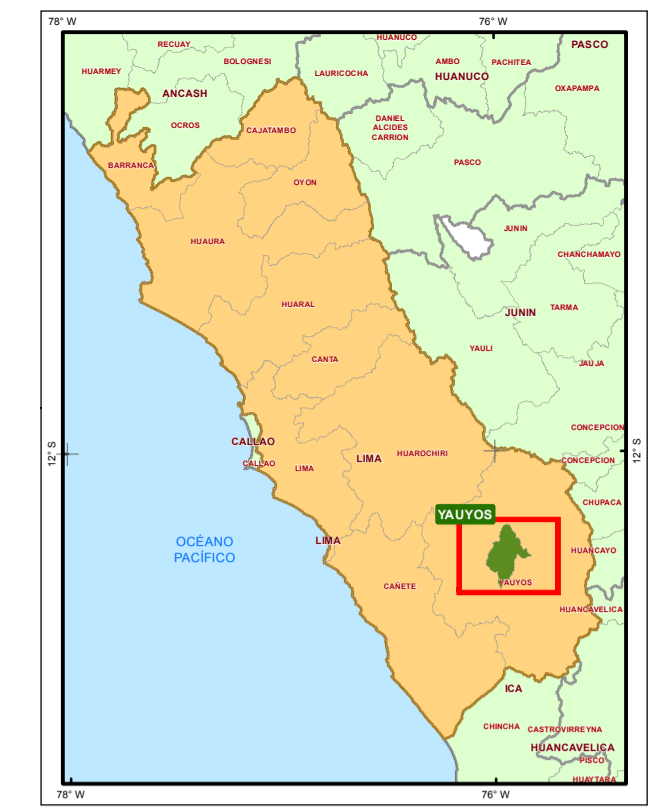 78° W
76° W
HUANUCO
RECUAY
PASCO
BOLOGNESI
AMBO
PACHITEA
HUARMEY
LAURICOCHA
HUANUCO
OXAPAMPA
ANCASH
OCROS
CAJATAMBO
DANIEL
ALCIDES
CARRION
BARRANCA
PASCO
OYON
JUNIN
HUAURA
CHANCHAMAYO
HUARAL
TARMA
JUNIN
YAULI
CANTA
JAUJA
CONCEPCION
CALLAO
12° S
12° S
LIMA
HUAROCHIRI
CALLAO
LIMA
CONCEPCION
CHUPACA
YAUYOS
OCÉANO
PACÍFICO
LIMA
HUANCAYO
CAÑETE
YAUYOS
HUANCAVELICA
ICA
CHINCHA
CASTROVIRREYNA
HUANCAVELICA
PISCO
HUAYTARA
78° W
76° W